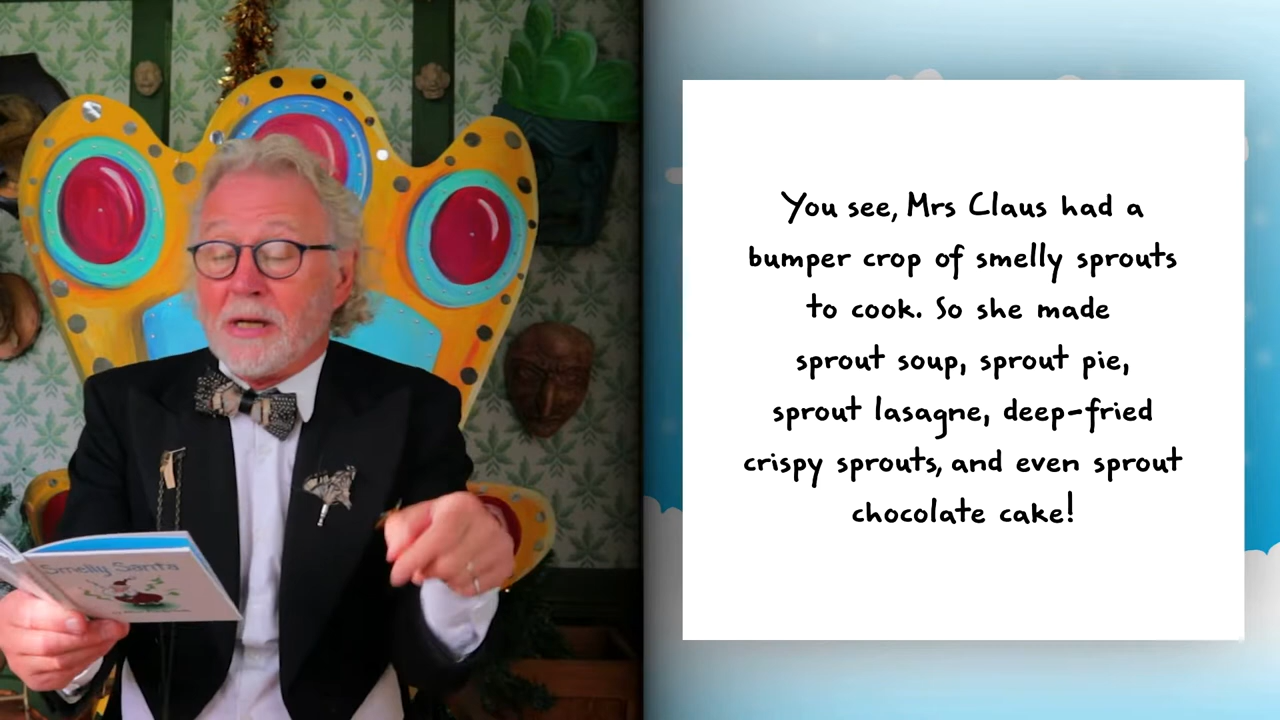 Smelly Santa
You see, Mrs Claus had a
bumper crop of smelly sprouts
to cook. So she made
sprout soup, sprout pie,
sprout lasagne, deep-fried
crispy sprouts, and even sprout
chocolate cake!